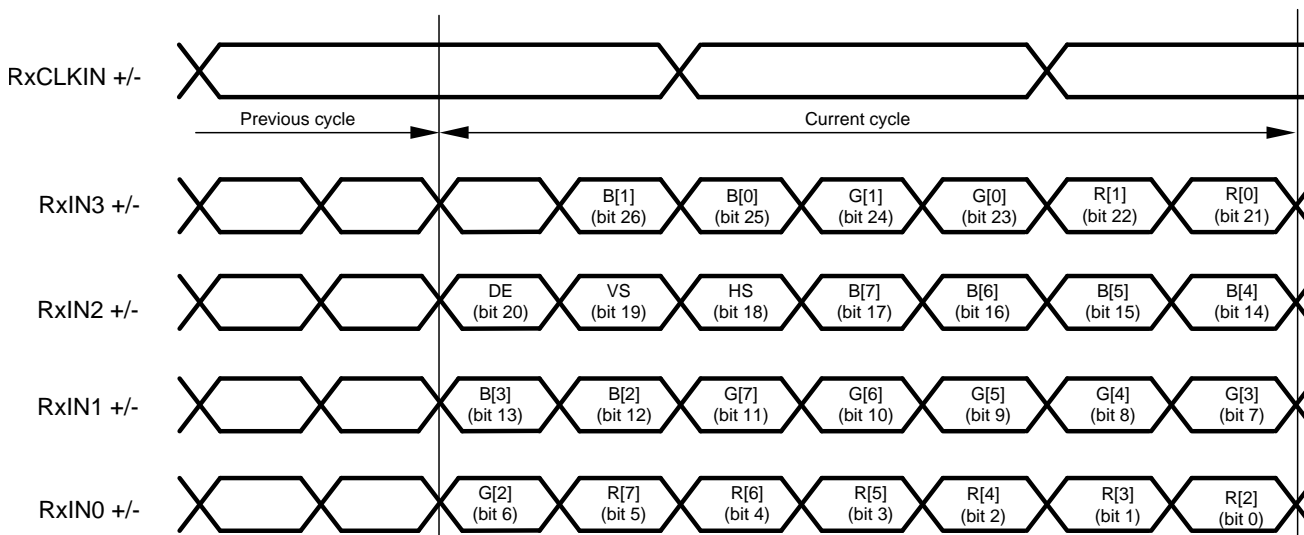 RxCLKIN +/-
Previous cycle
Current cycle
RxIN3 +/-
B[1]
(bit 26)
B[0]
(bit 25)
G[1]
(bit 24)
G[0]
(bit 23)
R[1]
(bit 22)
R[0]
(bit 21)
RxIN2 +/-
DE
(bit 20)
VS
(bit 19)
HS
(bit 18)
B[7]
(bit 17)
B[6]
(bit 16)
B[5]
(bit 15)
B[4]
(bit 14)
RxIN1 +/-
B[3]
(bit 13)
B[2]
(bit 12)
G[7]
(bit 11)
G[6]
(bit 10)
G[5]
(bit 9)
G[4]
(bit 8)
G[3]
(bit 7)
RxIN0 +/-
G[2]
(bit 6)
R[7]
(bit 5)
R[6]
(bit 4)
R[5]
(bit 3)
R[4]
(bit 2)
R[3]
(bit 1)
R[2]
(bit 0)